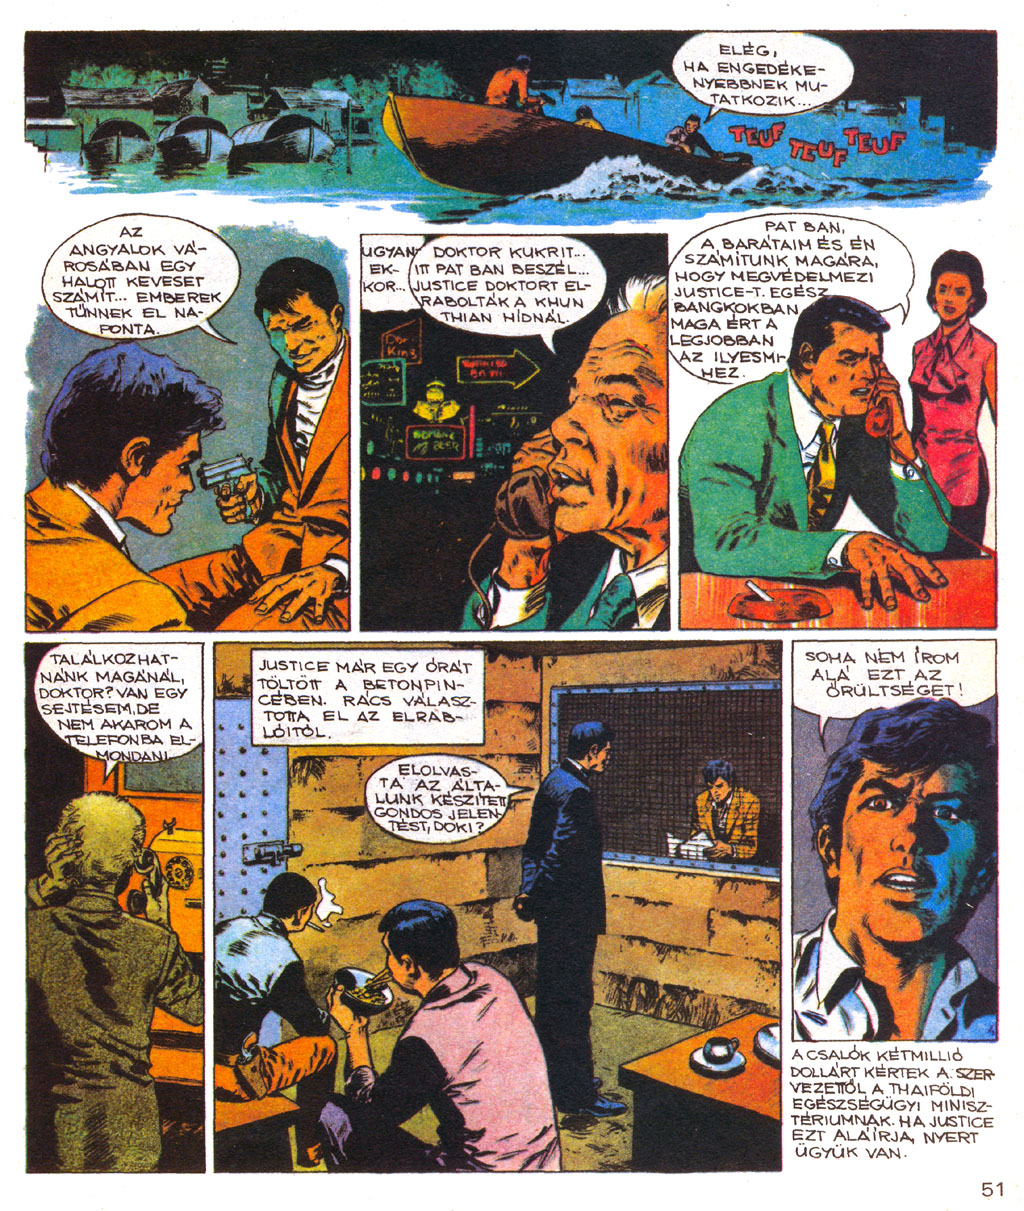 ELÉG,
HA ENGEDÉKE-
NYEBBNEK MU-
TATKOZIK...
TEUF TEUF TEUF
AZ
ANGYALOK VÁ-
ROSÁBAN EGY
HALOTT KEVESET
SZÁMÍT... EMBEREK
TŰNNEK EL NA-
PONTA.
UGYAN-
EK-
KOR...
DOKTOR KUKRIT...
ITT PAT BAN BESZÉL...
JUSTICE DOKTORT EL-
RABOLTÁK A KHUN
THIAN HÍDNÁL.
PAT BAN,
A BARÁTAIM ÉS ÉN
SZÁMÍTUNK MAGÁRA,
HOGY MEGVÉDELMEZI
JUSTICE-T. EGÉSZ
BANGKOKBAN
MAGA ÉRT A
LEGJOBBAN
AZ ILYESMI-
HEZ.
TALÁLKOZHAT-
NÁNK MAGÁNÁL,
DOKTOR? VAN EGY
SEJTÉSEM, DE
NEM AKAROM A
TELEFONBA EL-
MONDANI.
JUSTICE MÁR EGY ÓRÁT
TÖLTÖTT A BETONPIN-
CÉBEN. RÁCS VÁLASZ-
TOTTA EL AZ ELRAB-
LÓITÓL.
ELOLVAS-
TA AZ ÁLTA-
LUNK KÉSZÍTETT
GONDOS JELEN-
TÉST, DOKI?
SOHA NEM ÍROM
ALÁ EZT AZ
ŐRÜLTSÉGET!
A CSALÓK KÉTMILLIÓ
DOLLÁRT KÉRTEK A SZER-
VEZETTŐL A THAIFÖLDI
EGÉSZSÉGÜGYI MINISZ-
TÉRIUMNAK. HA JUSTICE
EZT ALÁÍRJA, NYERT
ÜGYÜK VAN.
51